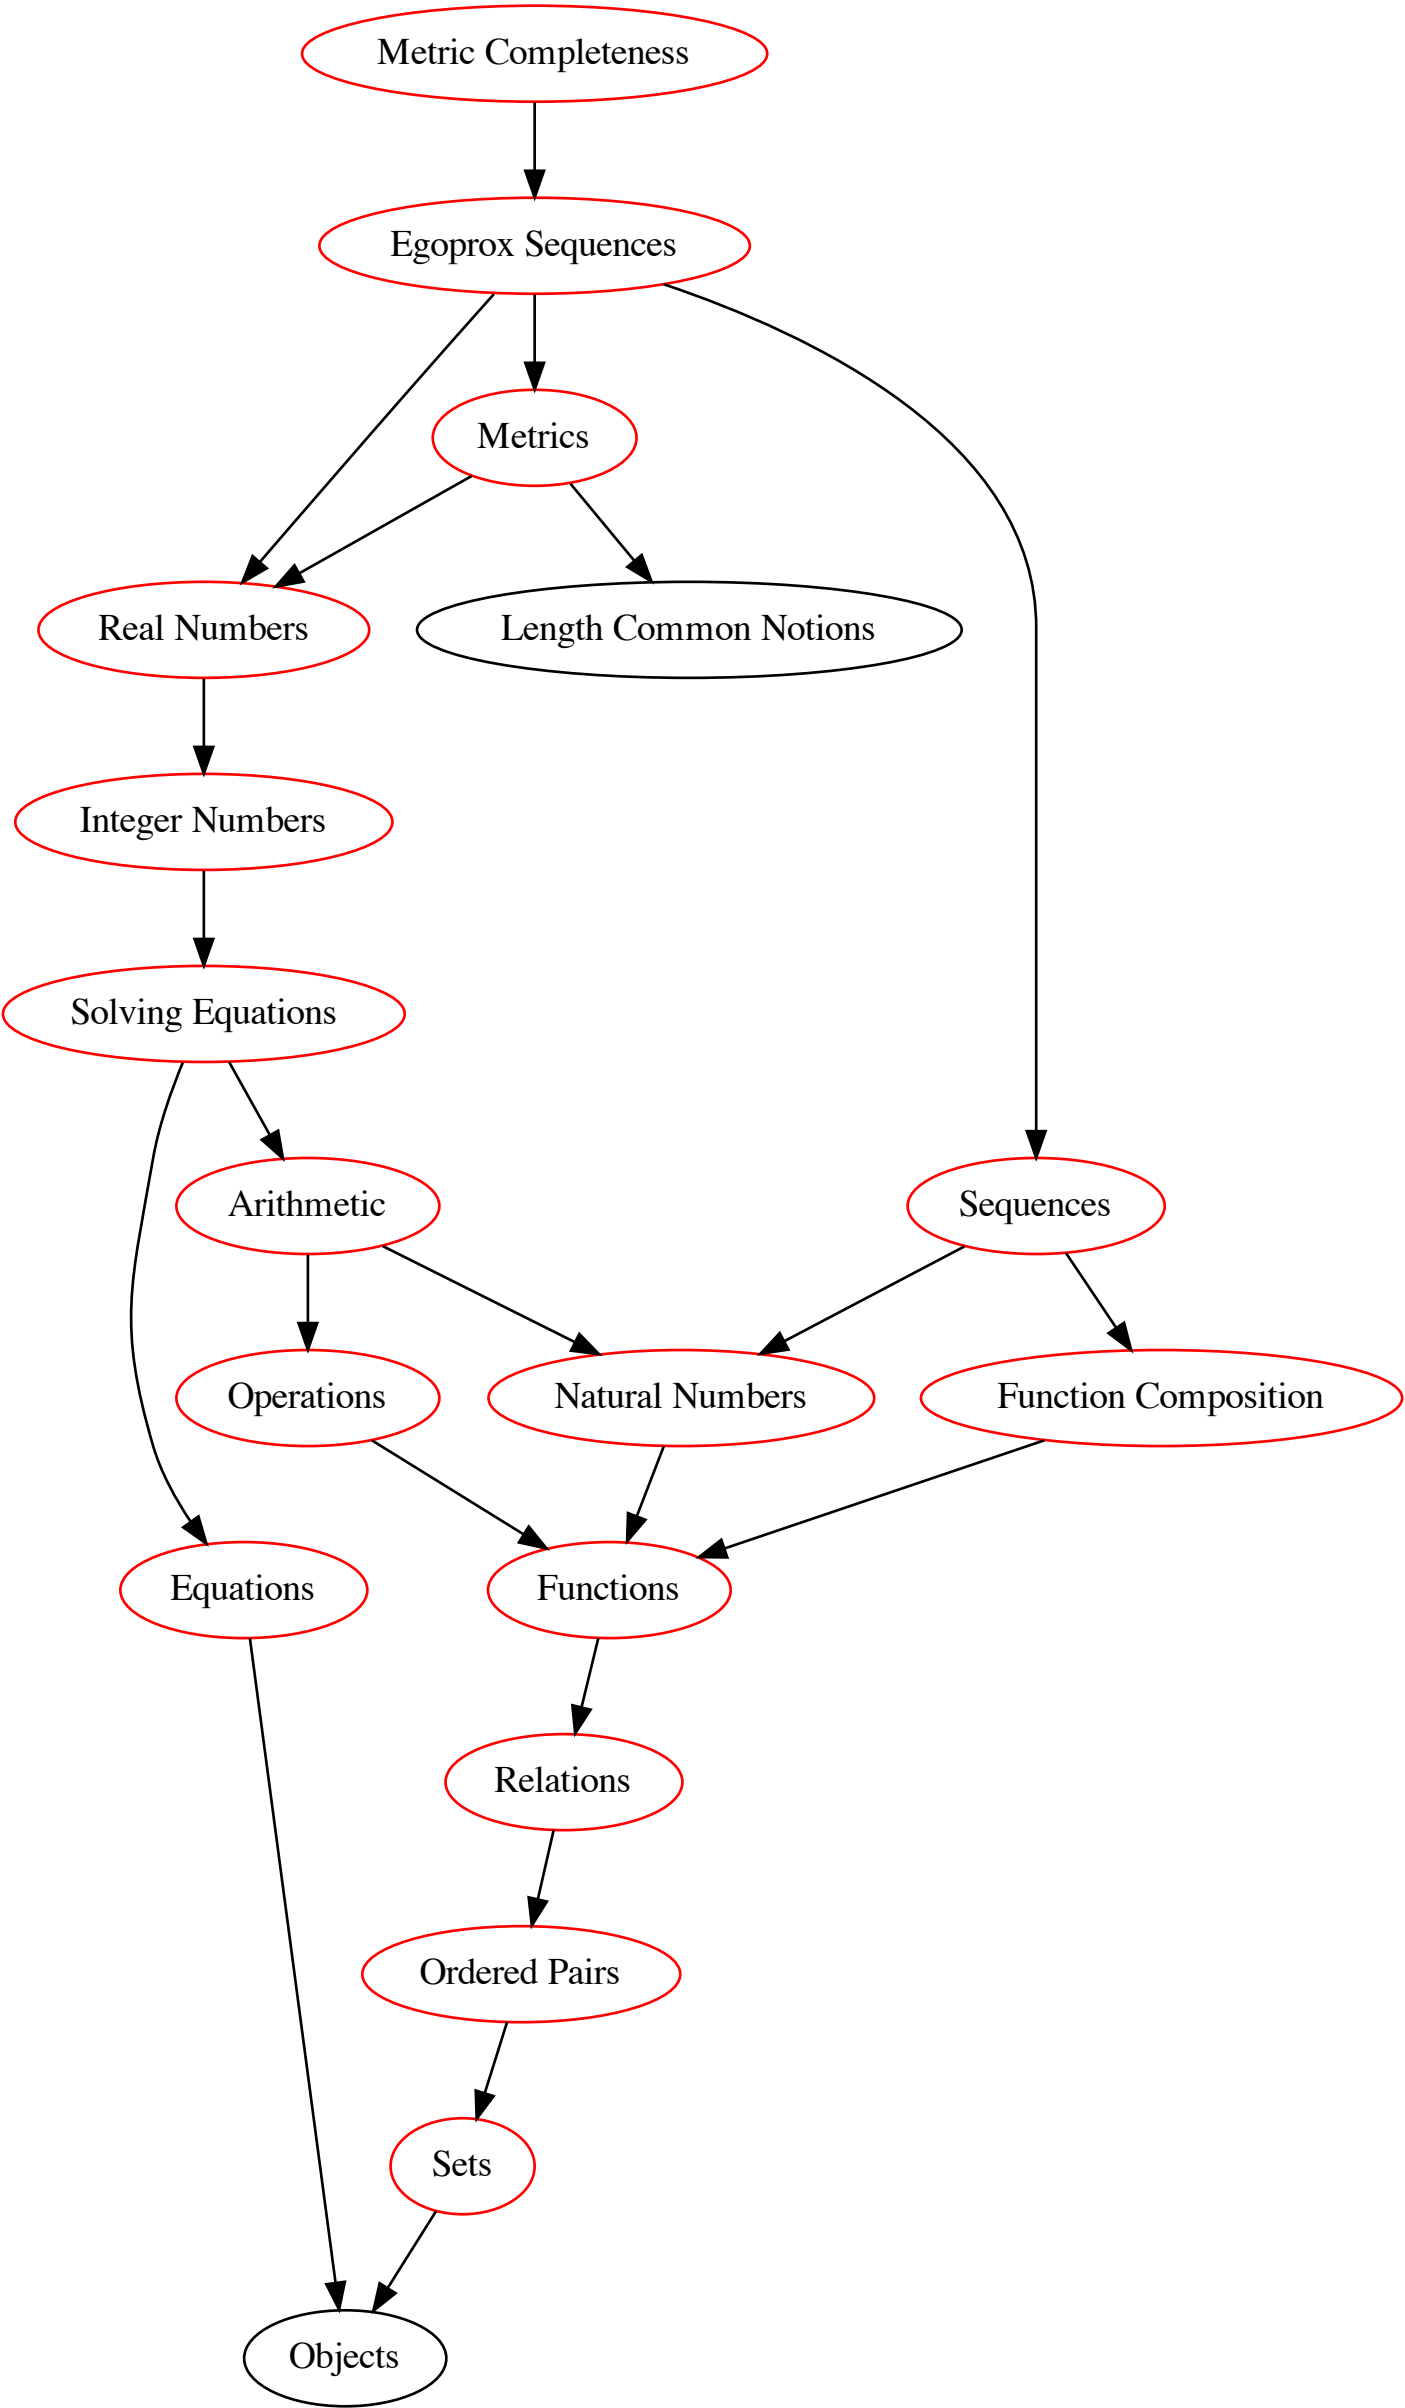 Metric Completeness
Egoprox Sequences
Metrics
Real Numbers
Length Common Notions
Integer Numbers
Solving Equations
Arithmetic
Sequences
Operations
Natural Numbers
Function Composition
Equations
Functions
Relations
Ordered Pairs
Sets
Objects